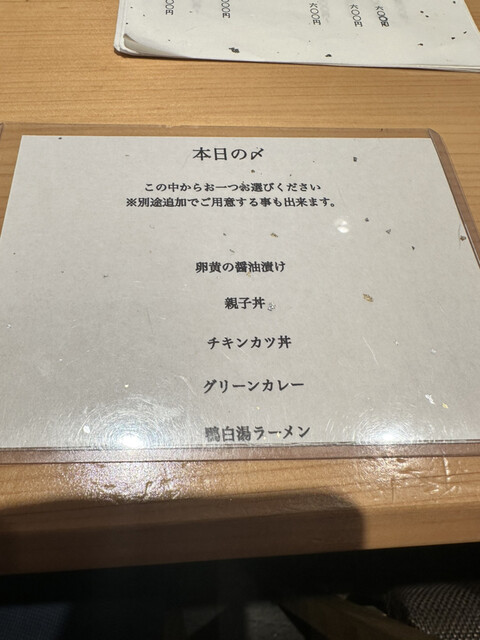 本日の〆
この中からお一つお選びください
※別途追加でご用意する事も出来ます。
卵黄の醤油漬け
親子丼
チキンカツ丼
グリーンカレー
鴨白湯ラーメン